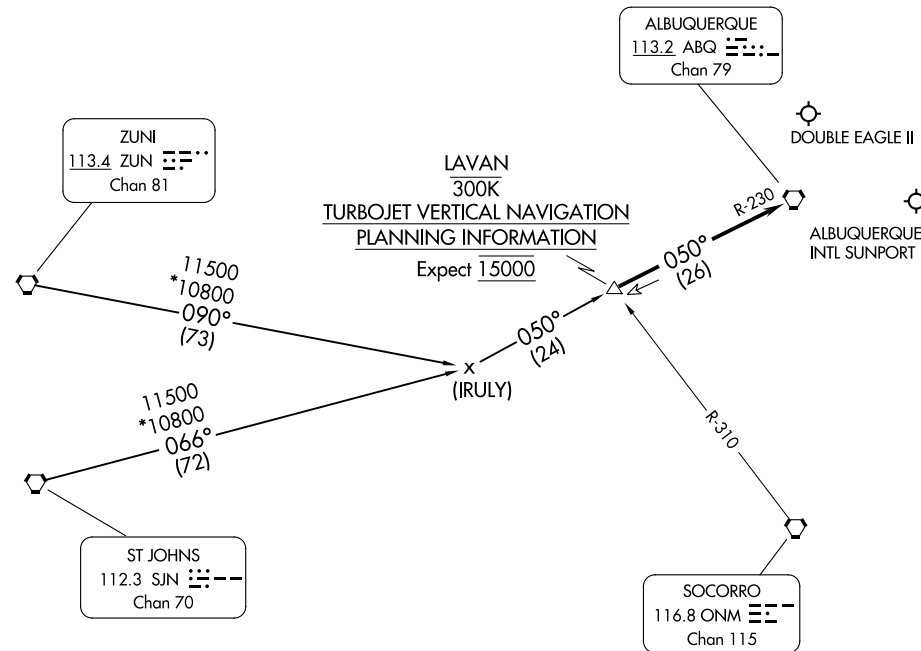 ALBUQUERQUE
113.2 ABQ
Chan 79
DOUBLE EAGLE II
ZUNI
113.4 ZUN
Chan 81
LAVAN
300K
TURBOJET VERTICAL NAVIGATION
PLANNING INFORMATION
Expect 15000
R-230
ALBUQUERQUE
INTL SUNPORT
050°
(26)
11500
*10800
090°
(73)
050°
(24)
x
(IRULY)
11500
*10800
066°
(72)
R-310
ST JOHNS
112.3 SJN
Chan 70
SOCORRO
116.8 ONM
Chan 115